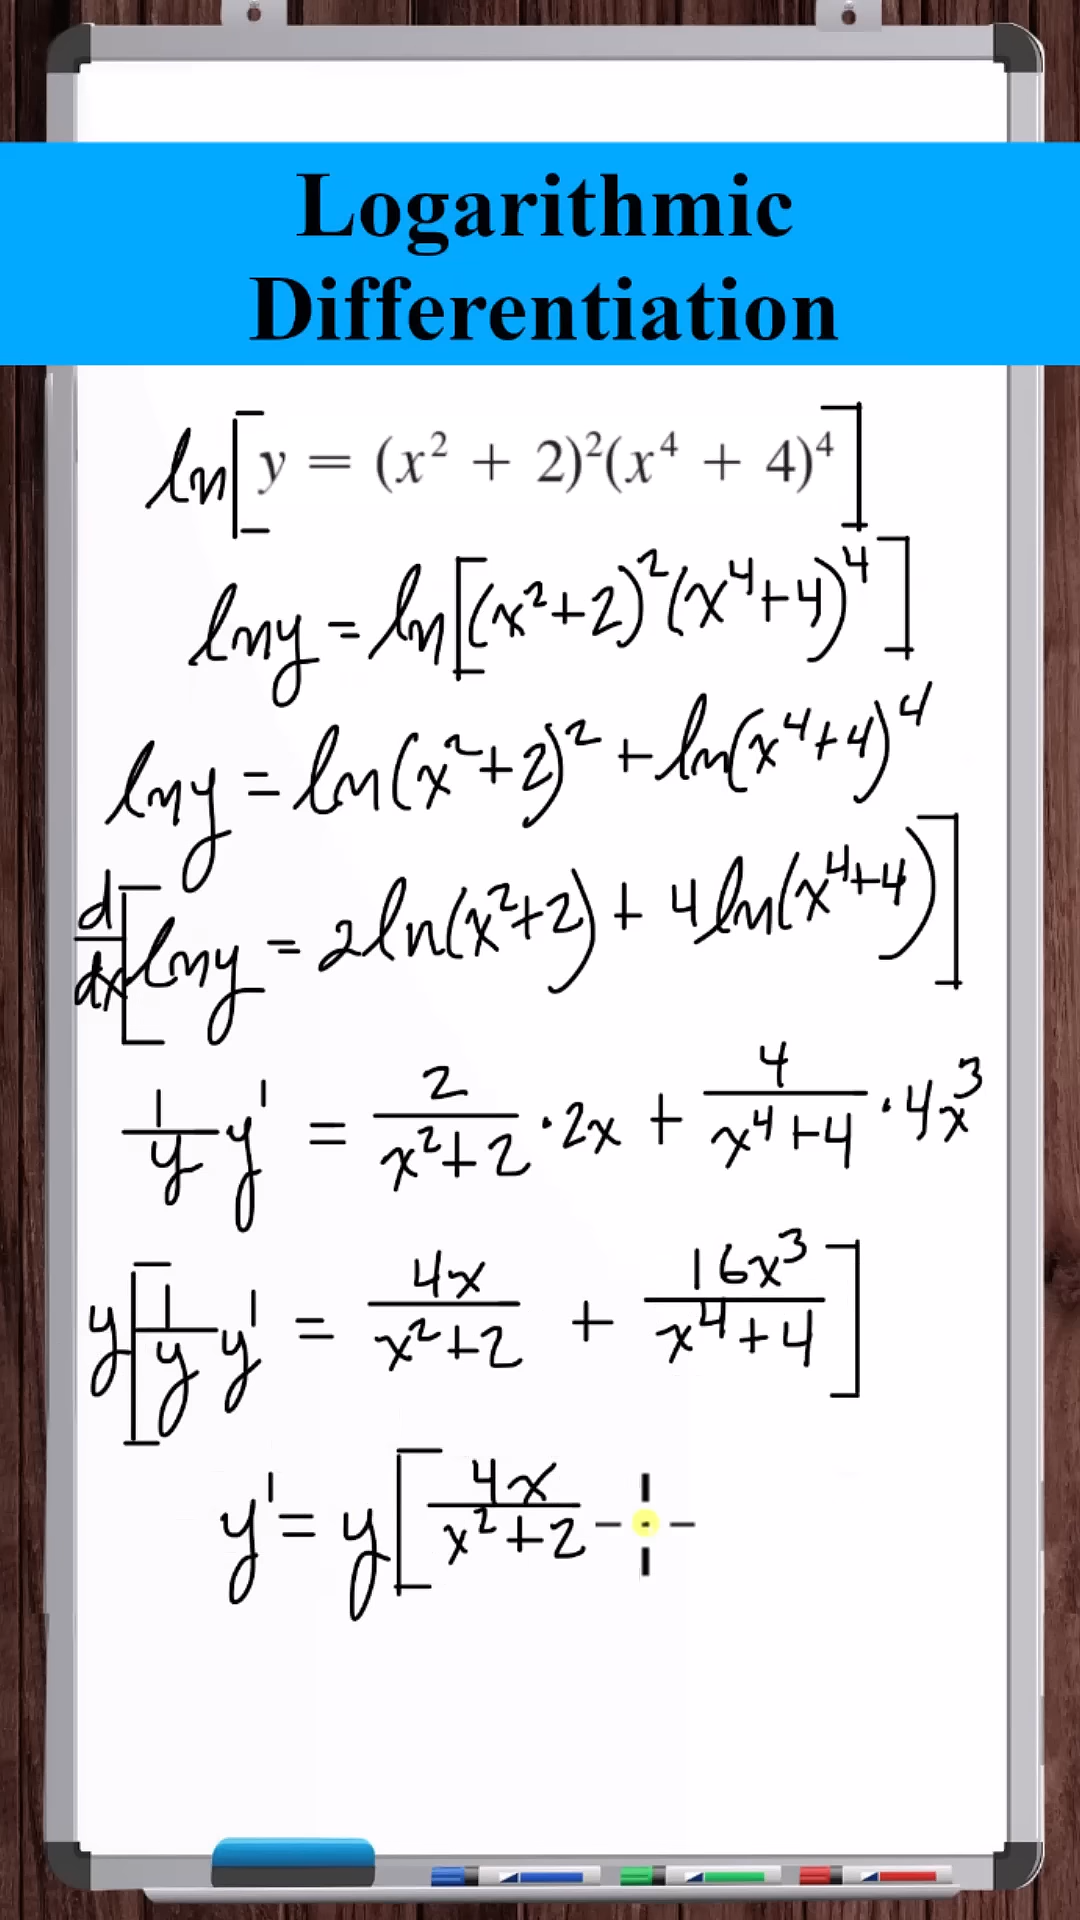 Logarithmic
Differentiation
ln[y = (x² + 2)²(x⁴ + 4)⁴]
lny = ln[(x²+2)²(x⁴+4)⁴]
lny = ln(x²+2)² + ln(x⁴+4)⁴
d/dx[lny = 2ln(x²+2) + 4ln(x⁴+4)]
1/y y' = 2/(x²+2) · 2x + 4/(x⁴+4) · 4x³
y[1/y y' = 4x/(x²+2) + 16x³/(x⁴+4)]
y' = y[4x/(x²+2) -